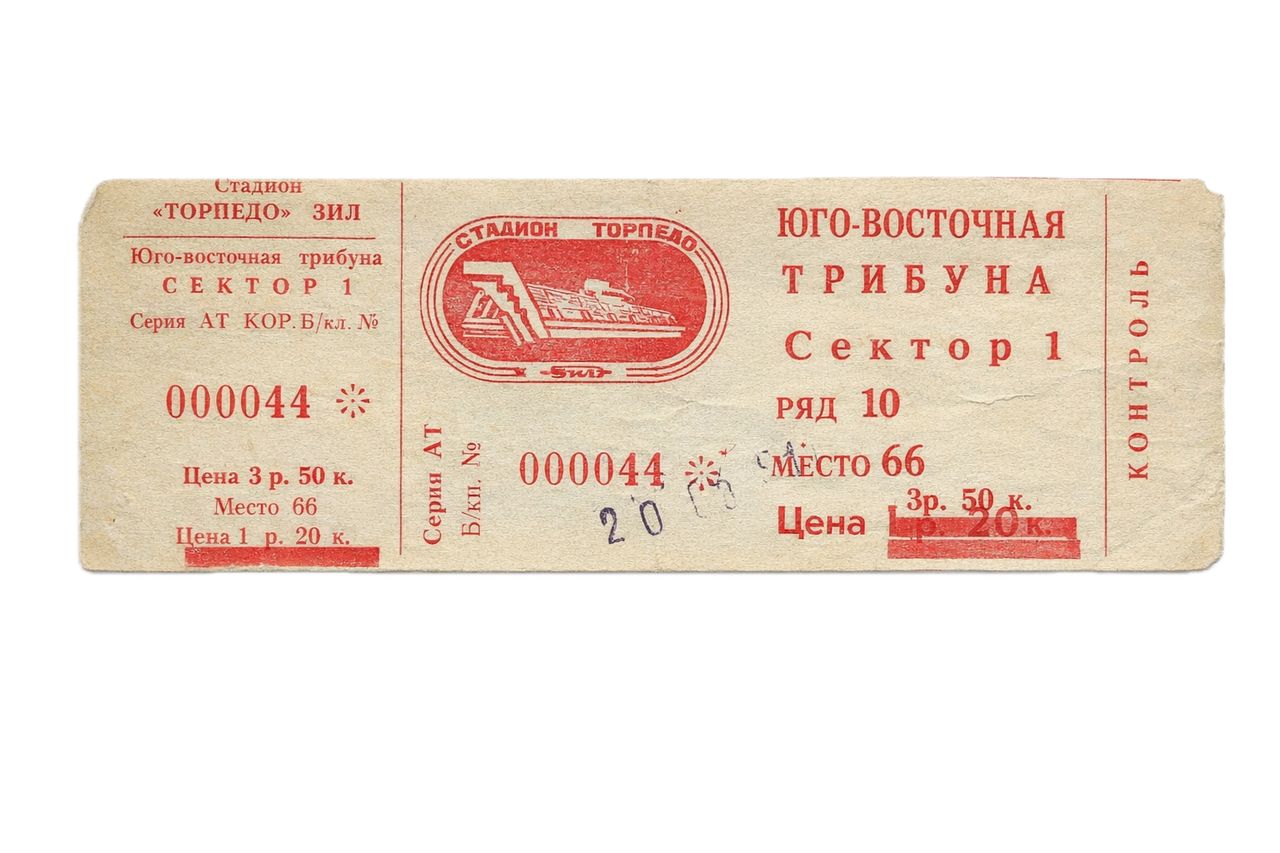 Стадион
«ТОРПЕДО» ЗИЛ
Юго-восточная трибуна
СЕКТОР 1
Серия АТ КОР. Б/кл. №
000044
Цена 3 р. 50 к.
Место 66
Цена 1 р. 20 к.
СТАДИОН ТОРПЕДО
ЗИЛ
Серия АТ
Б/кп. №
000044
20
ЮГО-ВОСТОЧНАЯ
ТРИБУНА
Сектор 1
РЯД 10
МЕСТО 66
3р. 50 к.
Цена 1 р. 20 к.
КОНТРОЛЬ